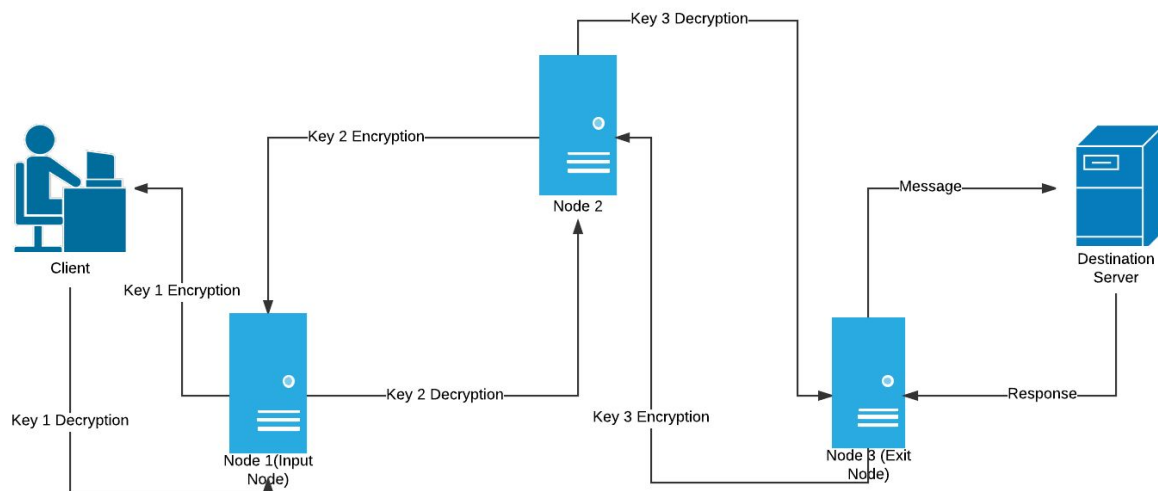 Key 3 Decryption
Key 2 Encryption
Message
Node 2
Client
Destination
Server
Key 1 Encryption
Key 2 Decryption
Response
Key 1 Decryption
Key 3 Encryption
Node 1(Input
Node)
Node 3 (Exit
Node)